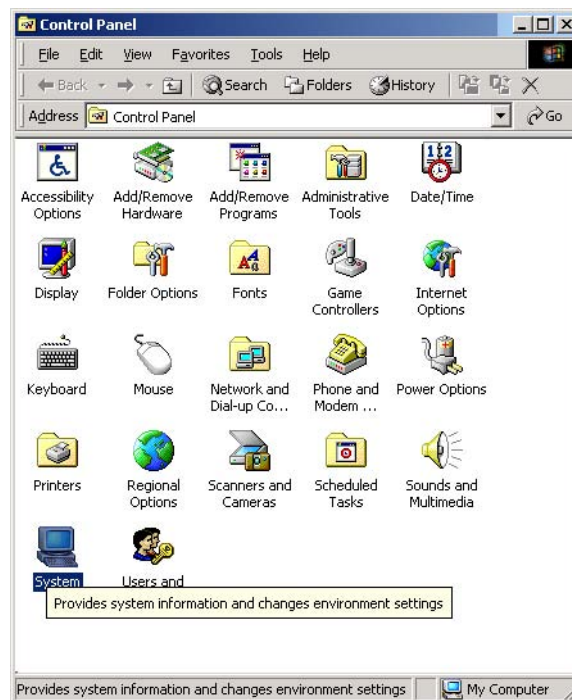 Control Panel
File Edit View Favorites Tools Help
Back Search Folders History
Address Control Panel Go
Accessibility Options
Add/Remove Hardware
Add/Remove Programs
Administrative Tools
Date/Time
Display
Folder Options
Fonts
Game Controllers
Internet Options
Keyboard
Mouse
Network and Dial-up Co...
Phone and Modem ...
Power Options
Printers
Regional Options
Scanners and Cameras
Scheduled Tasks
Sounds and Multimedia
System
Users and
Provides system information and changes environment settings
Provides system information and changes environment settings My Computer